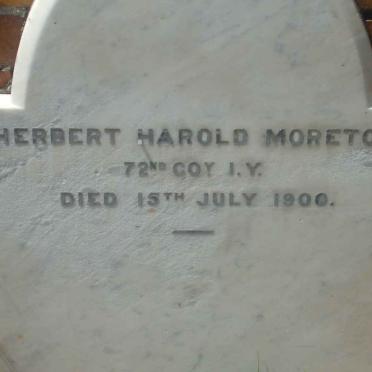 HERBERT HAROLD MORETO
72ND COY I.Y.
DIED 15TH JULY 1900.